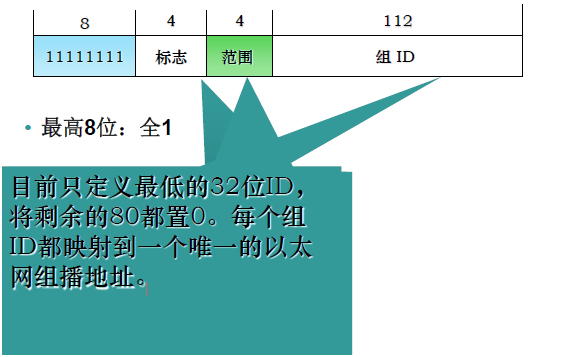 8 4 4 112
11111111 标志 范围 组 ID
• 最高8位：全1
目前只定义最低的32位ID，
将剩余的80都置0。每个组
ID都映射到一个唯一的以太
网组播地址。